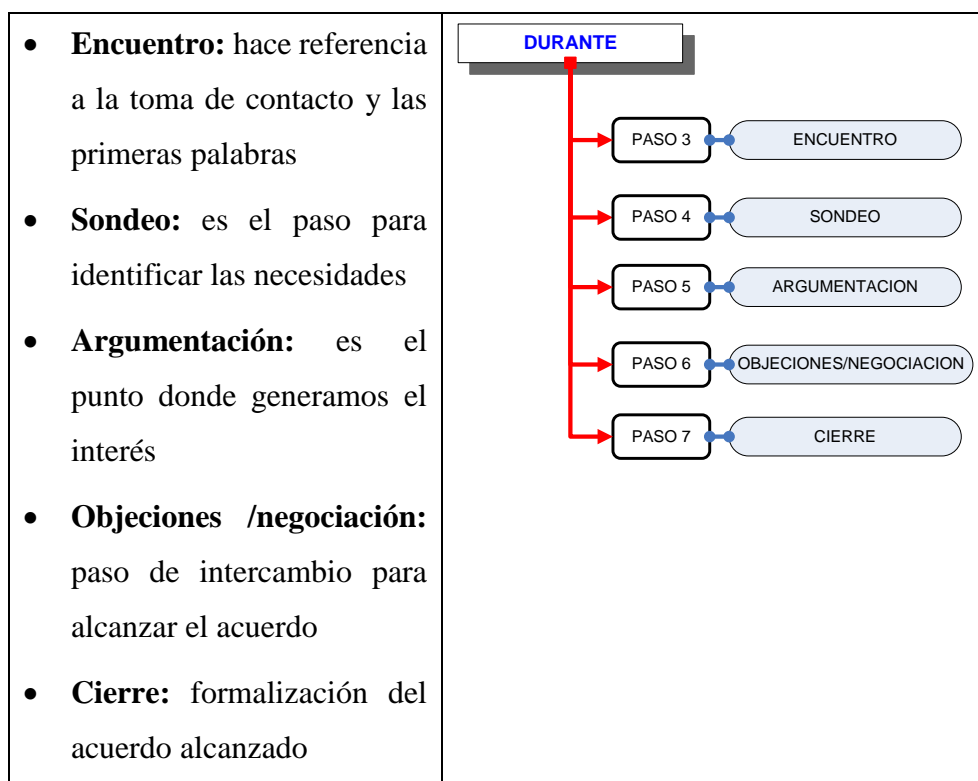 • Encuentro: hace referencia
a la toma de contacto y las
primeras palabras
• Sondeo: es el paso para
identificar las necesidades
• Argumentación: es el
punto donde generamos el
interés
• Objeciones /negociación:
paso de intercambio para
alcanzar el acuerdo
• Cierre: formalización del
acuerdo alcanzado
DURANTE
PASO 3 ENCUENTRO
PASO 4 SONDEO
PASO 5 ARGUMENTACION
PASO 6 OBJECIONES/NEGOCIACION
PASO 7 CIERRE